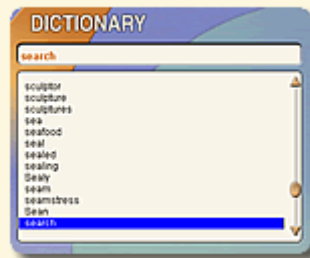 DICTIONARY
search
sculptor
sculpture
sculptures
sea
seafood
seal
sealed
sealing
Sealy
seam
seamstress
Sean
search